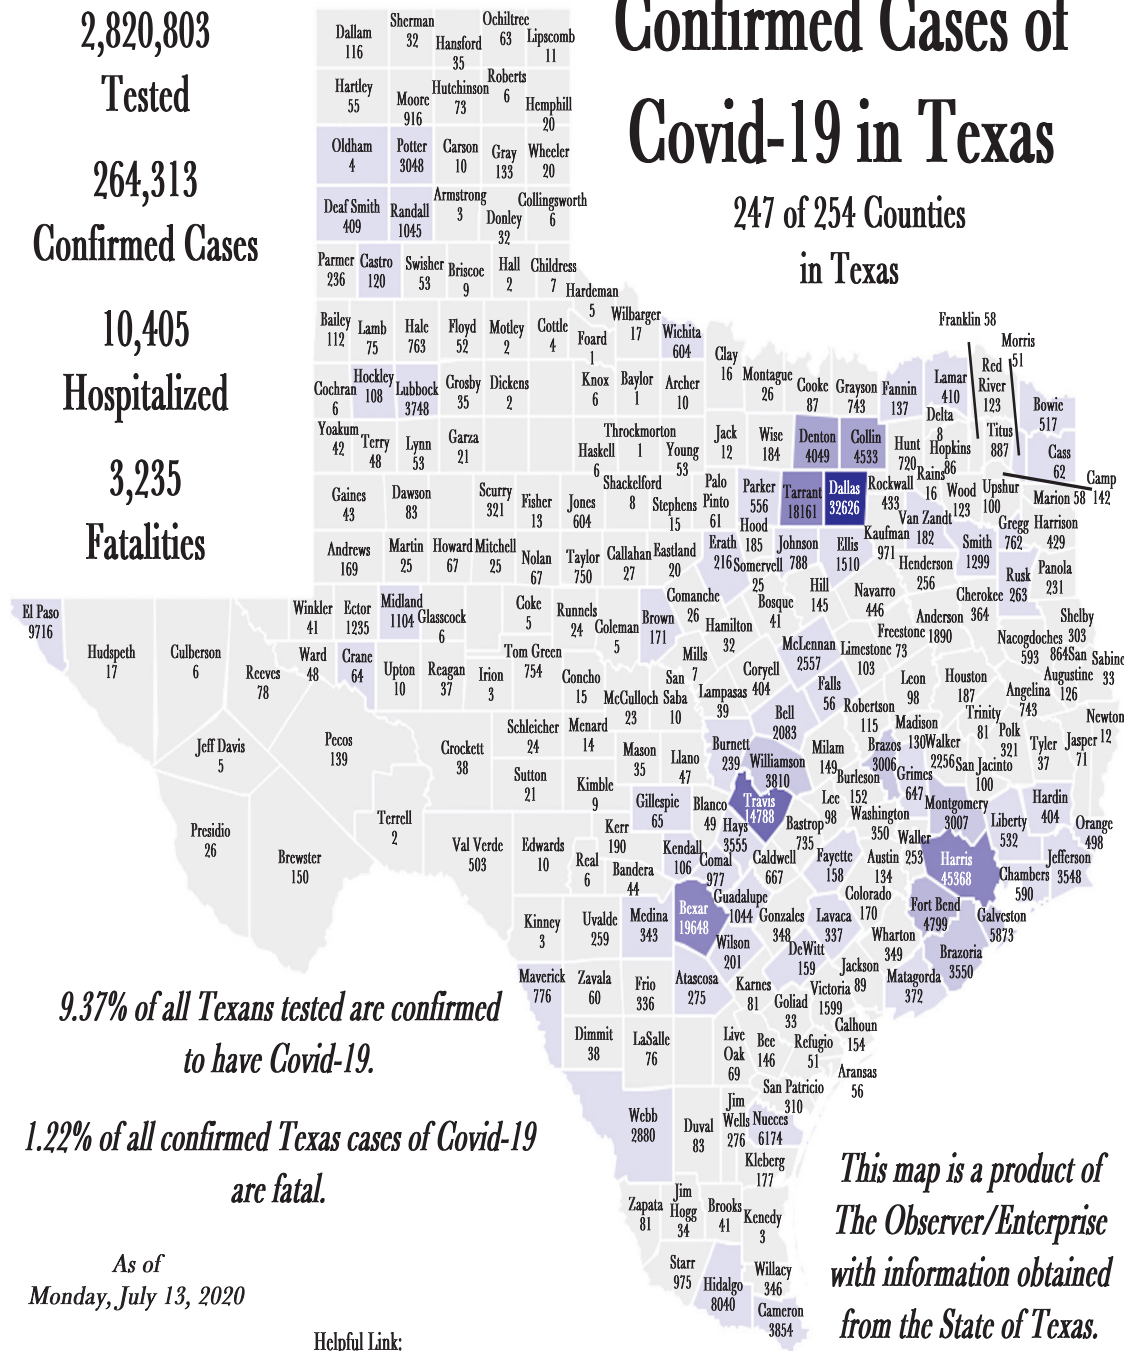 2,820,803
Tested
264,313
Confirmed Cases
10,405
Hospitalized
3,235
Fatalities
Confirmed Cases of
Covid-19 in Texas
247 of 254 Counties
in Texas
Dallam
116
Sherman
32
Hansford
35
Ochiltree
63
Lipscomb
11
Hartley
55
Moore
916
Hutchinson
73
Roberts
6
Hemphill
20
Oldham
4
Potter
3048
Carson
10
Gray
133
Wheeler
20
Deaf Smith
409
Randall
1045
Armstrong
3
Donley
32
Collingsworth
6
Parmer
236
Castro
120
Swisher
53
Briscoe
9
Hall
2
Childress
7
Hardeman
5
Bailey
112
Lamb
75
Hale
763
Floyd
52
Motley
2
Cottle
4
Foard
1
Wilbarger
17
Wichita
604
Clay
16
Montague
26
Cooke
87
Grayson
743
Fannin
137
Lamar
410
Franklin 58
Red
River
123
Morris
51
Bowie
517
Cochran
6
Hockley
108
Lubbock
3748
Crosby
35
Dickens
2
Knox
6
Baylor
1
Archer
10
Delta
8
Titus
887
Cass
62
Yoakum
42
Terry
48
Lynn
53
Garza
21
Haskell
6
Throckmorton
1
Young
53
Jack
12
Wise
184
Denton
4049
Collin
4533
Hunt
720
Hopkins
86
Rains
16
Wood
123
Upshur
100
Camp
142
Marion 58
Gaines
43
Dawson
83
Scurry
321
Fisher
13
Jones
604
Shackelford
8
Stephens
15
Palo
Pinto
61
Parker
556
Tarrant
18161
Dallas
32626
Rockwall
433
Kaufman
971
Van Zandt
182
Smith
1299
Gregg
762
Harrison
429
Andrews
169
Martin
25
Howard
67
Mitchell
25
Nolan
67
Taylor
750
Callahan
27
Eastland
20
Erath
216
Hood
185
Somervell
25
Johnson
788
Ellis
1510
Henderson
256
Rusk
263
Panola
231
El Paso
9716
Hudspeth
17
Culberson
6
Reeves
78
Winkler
41
Ector
1235
Midland
1104
Glasscock
6
Coke
5
Runnels
24
Coleman
5
Brown
171
Comanche
26
Hamilton
32
Bosque
41
Hill
145
Navarro
446
Freestone 73
Anderson
1890
Cherokee
364
Nacogdoches
593
Shelby
303
864San
Augustine
126
Sabine
33
Ward
48
Crane
64
Upton
10
Reagan
37
Irion
3
Tom Green
754
Concho
15
McCulloch
23
San
Saba
10
Mills
7
Lampasas
39
Coryell
404
McLennan
2557
Limestone
103
Falls
56
Robertson
115
Leon
98
Houston
187
Madison
130
Trinity
81
Angelina
743
Polk
321
Tyler
37
Jasper
71
Newton
12
Jeff Davis
5
Pecos
139
Crockett
38
Schleicher
24
Menard
14
Mason
35
Llano
47
Burnett
239
Bell
2083
Williamson
3810
Milam
149
Brazos
3006
Burleson
152
Grimes
647
Walker
2256
San Jacinto
100
Sutton
21
Kimble
9
Gillespie
65
Blanco
49
Travis
14788
Lee
98
Washington
350
Montgomery
3007
Liberty
532
Hardin
404
Orange
498
Presidio
26
Brewster
150
Terrell
2
Val Verde
503
Edwards
10
Kerr
190
Real
6
Bandera
44
Kendall
106
Hays
3555
Comal
977
Bastrop
735
Caldwell
667
Fayette
158
Austin
134
Waller
253
Harris
45368
Chambers
590
Jefferson
3548
Kinney
3
Uvalde
259
Medina
343
Bexar
19648
Guadalupe
1044
Gonzales
348
Lavaca
337
Colorado
170
Fort Bend
4799
Galveston
5873
Wharton
349
Brazoria
3550
Wilson
201
DeWitt
159
Jackson
89
Matagorda
372
Maverick
776
Zavala
60
Frio
336
Atascosa
275
Karnes
81
Goliad
33
Victoria
1599
Calhoun
154
Dimmit
38
LaSalle
76
Live
Oak
69
Bee
146
Refugio
51
Aransas
56
San Patricio
310
Webb
2880
Duval
83
Jim
Wells
276
Nueces
6174
Kleberg
177
Zapata
81
Jim
Hogg
34
Brooks
41
Kenedy
3
Starr
975
Hidalgo
8040
Willacy
346
Cameron
3854
9.37% of all Texans tested are confirmed
to have Covid-19.
1.22% of all confirmed Texas cases of Covid-19
are fatal.
As of
Monday, July 13, 2020
Helpful Link:
This map is a product of
The Observer/Enterprise
with information obtained
from the State of Texas.